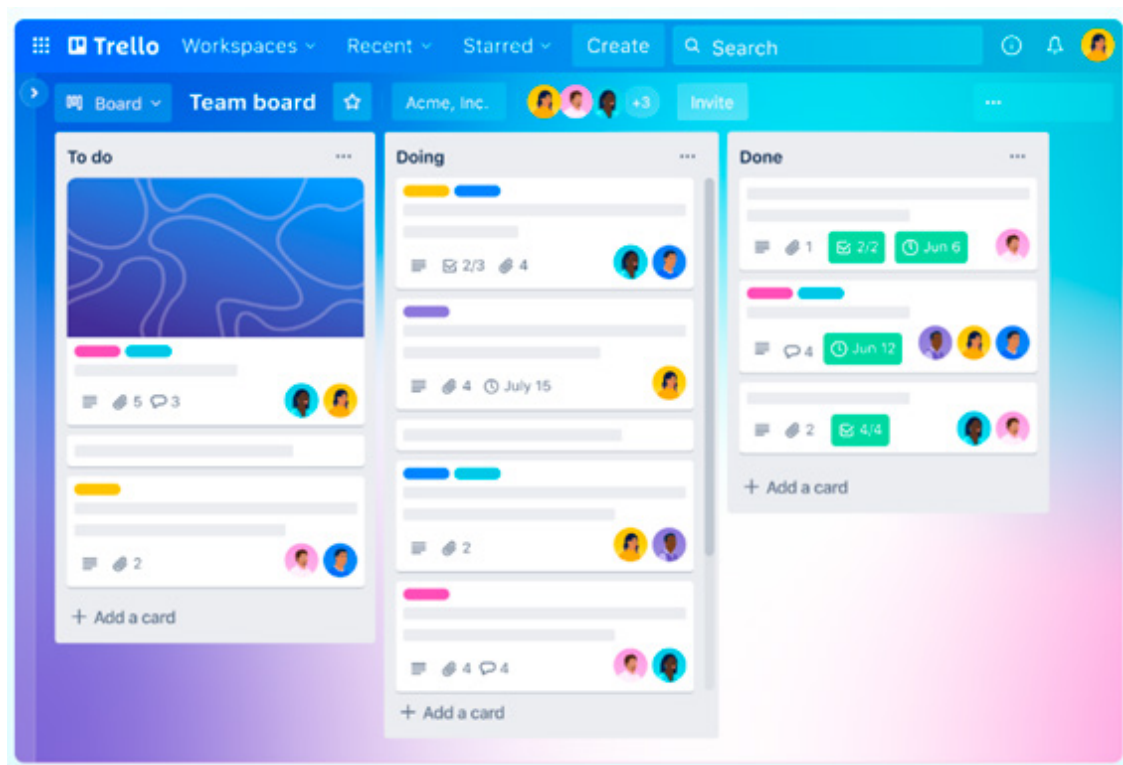 Trello Workspaces Recent Starred Create Search
Board Team board Acme, Inc. +3 Invite
To do
5 3
2
+ Add a card
Doing
2/3 4
4 July 15
2
4 4
+ Add a card
Done
1 2/2 Jun 6
4 Jun 12
2 4/4
+ Add a card